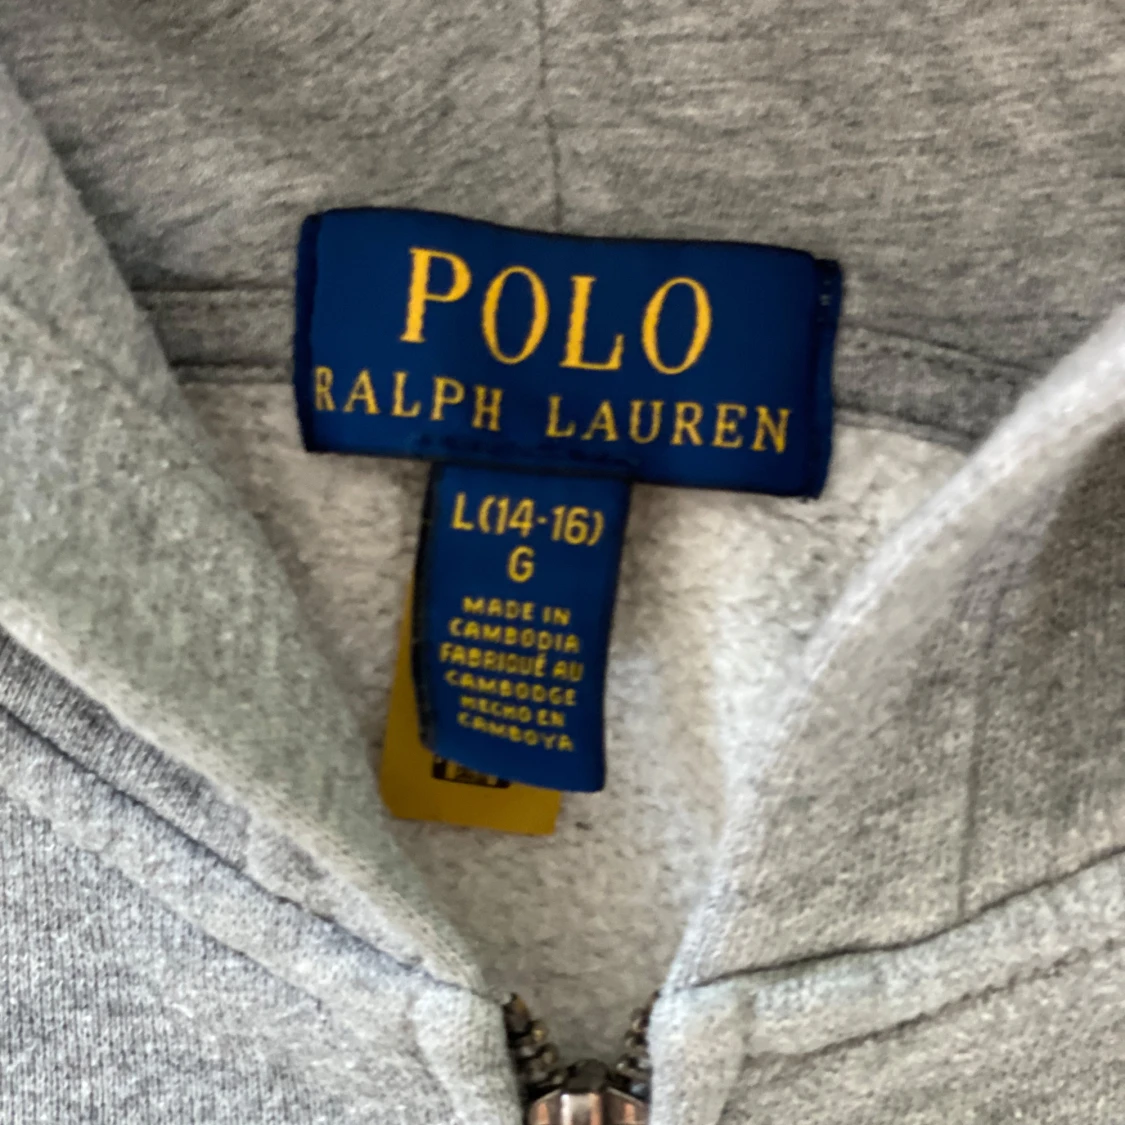 POLO
RALPH LAUREN
L(14-16)
G
MADE IN
CAMBODIA
FABRIQUÉ AU
CAMBODGE
HECHO EN
CAMBOYA